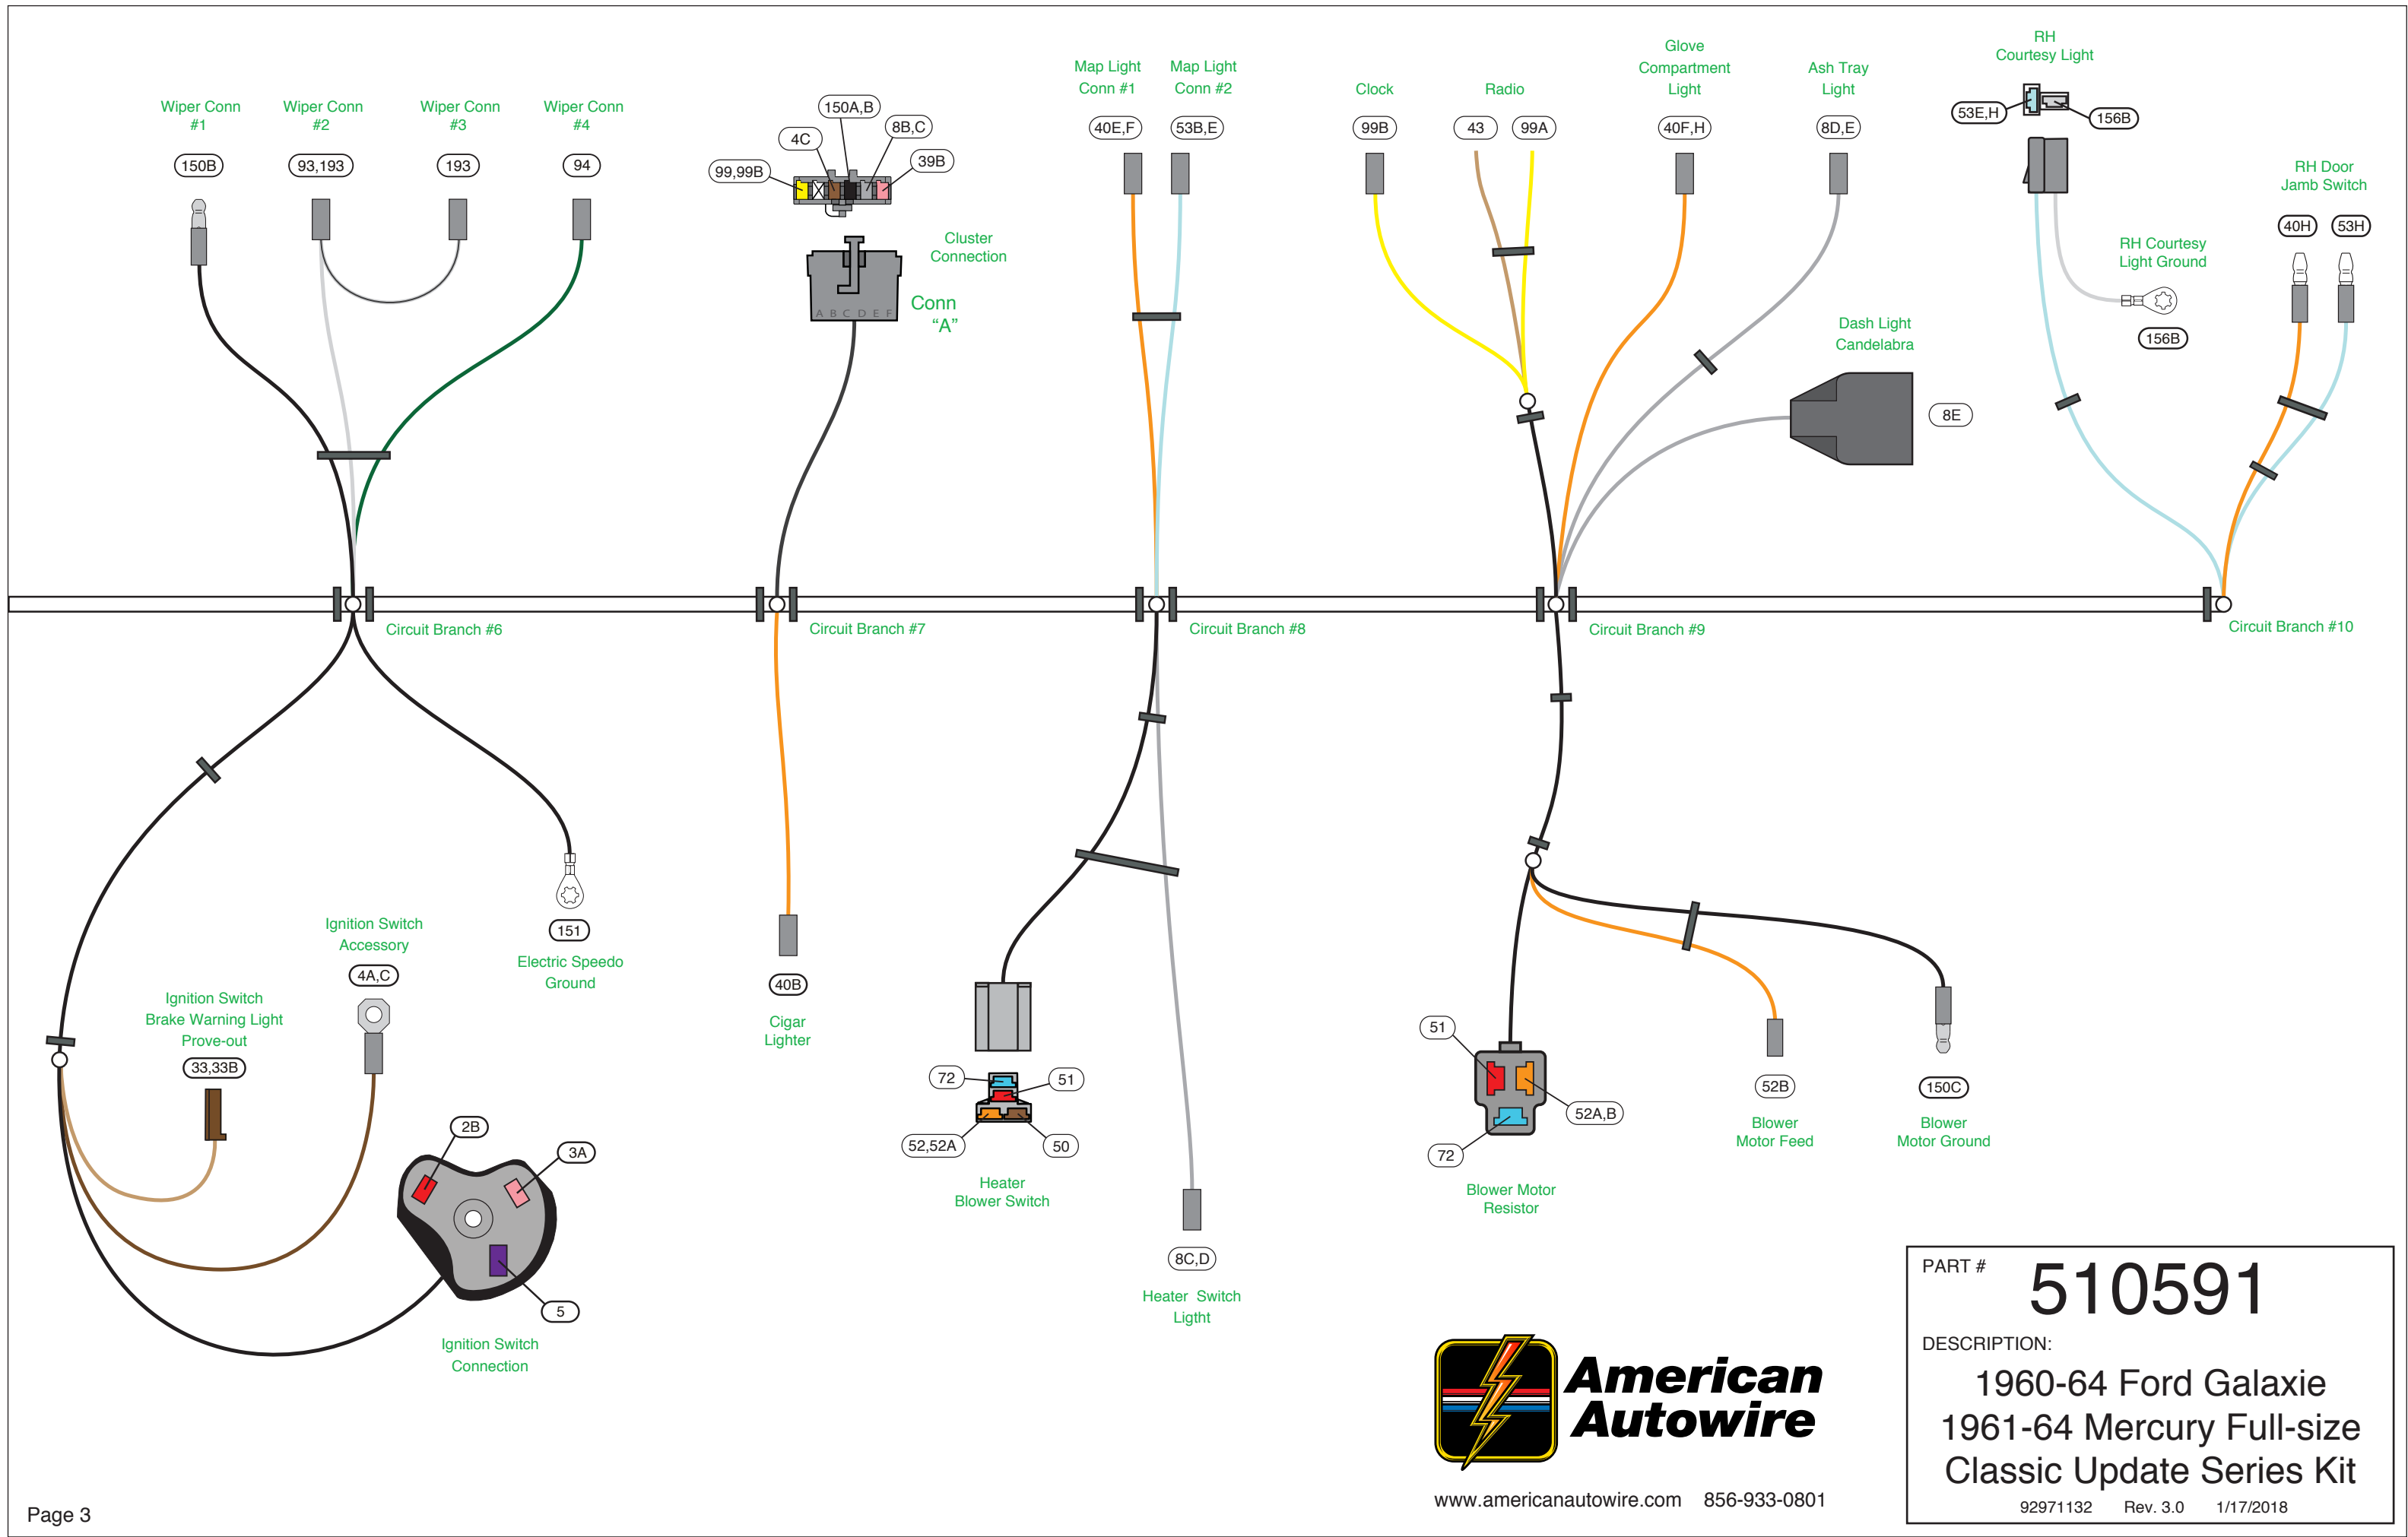 Wiper Conn
#1
150B
Wiper Conn
#2
93,193
Wiper Conn
#3
193
Wiper Conn
#4
94
150A,B
4C
8B,C
99,99B
39B
Cluster
Connection
Conn
“A”
A B C D E F
Map Light
Conn #1
40E,F
Map Light
Conn #2
53B,E
Clock
99B
Radio
43
99A
Glove
Compartment
Light
40F,H
Ash Tray
Light
8D,E
Dash Light
Candelabra
8E
RH
Courtesy Light
53E,H
156B
RH Courtesy
Light Ground
156B
RH Door
Jamb Switch
40H
53H
Circuit Branch #6
Circuit Branch #7
Circuit Branch #8
Circuit Branch #9
Circuit Branch #10
Ignition Switch
Brake Warning Light
Prove-out
33,33B
Ignition Switch
Accessory
4A,C
151
Electric Speedo
Ground
2B
3A
5
Ignition Switch
Connection
40B
Cigar
Lighter
72
51
52,52A
50
Heater
Blower Switch
8C,D
Heater Switch
Ligtht
51
52A,B
72
Blower Motor
Resistor
52B
Blower
Motor Feed
150C
Blower
Motor Ground
American
Autowire
www.americanautowire.com 856-933-0801
PART # 510591
DESCRIPTION:
1960-64 Ford Galaxie
1961-64 Mercury Full-size
Classic Update Series Kit
92971132 Rev. 3.0 1/17/2018
Page 3